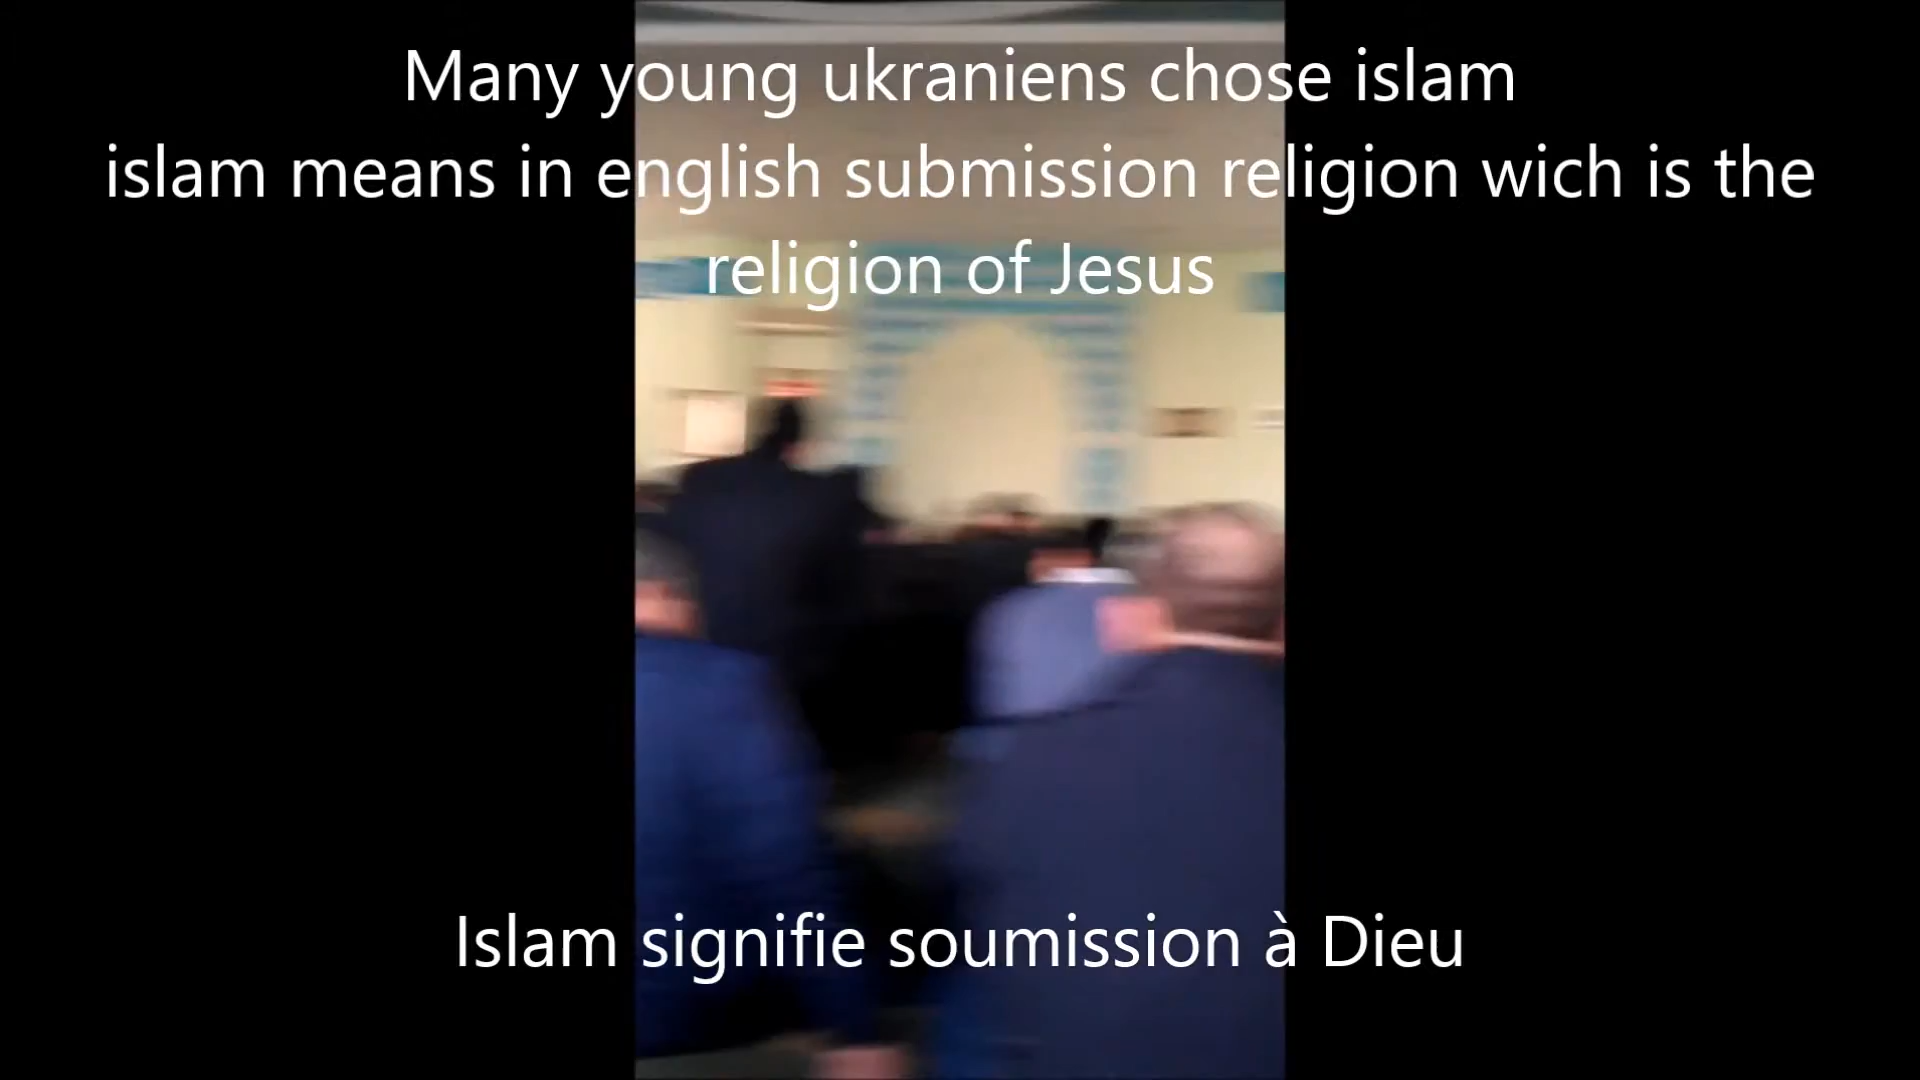 Many young ukraniens chose islam
islam means in english submission religion wich is the
religion of Jesus
Islam signifie soumission à Dieu